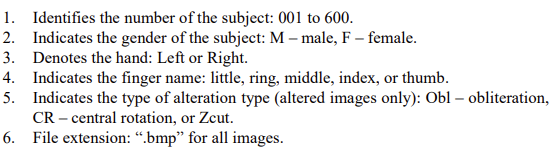 1. Identifies the number of the subject: 001 to 600.
2. Indicates the gender of the subject: M – male, F – female.
3. Denotes the hand: Left or Right.
4. Indicates the finger name: little, ring, middle, index, or thumb.
5. Indicates the type of alteration type (altered images only): Obl – obliteration,
CR – central rotation, or Zcut.
6. File extension: “.bmp” for all images.